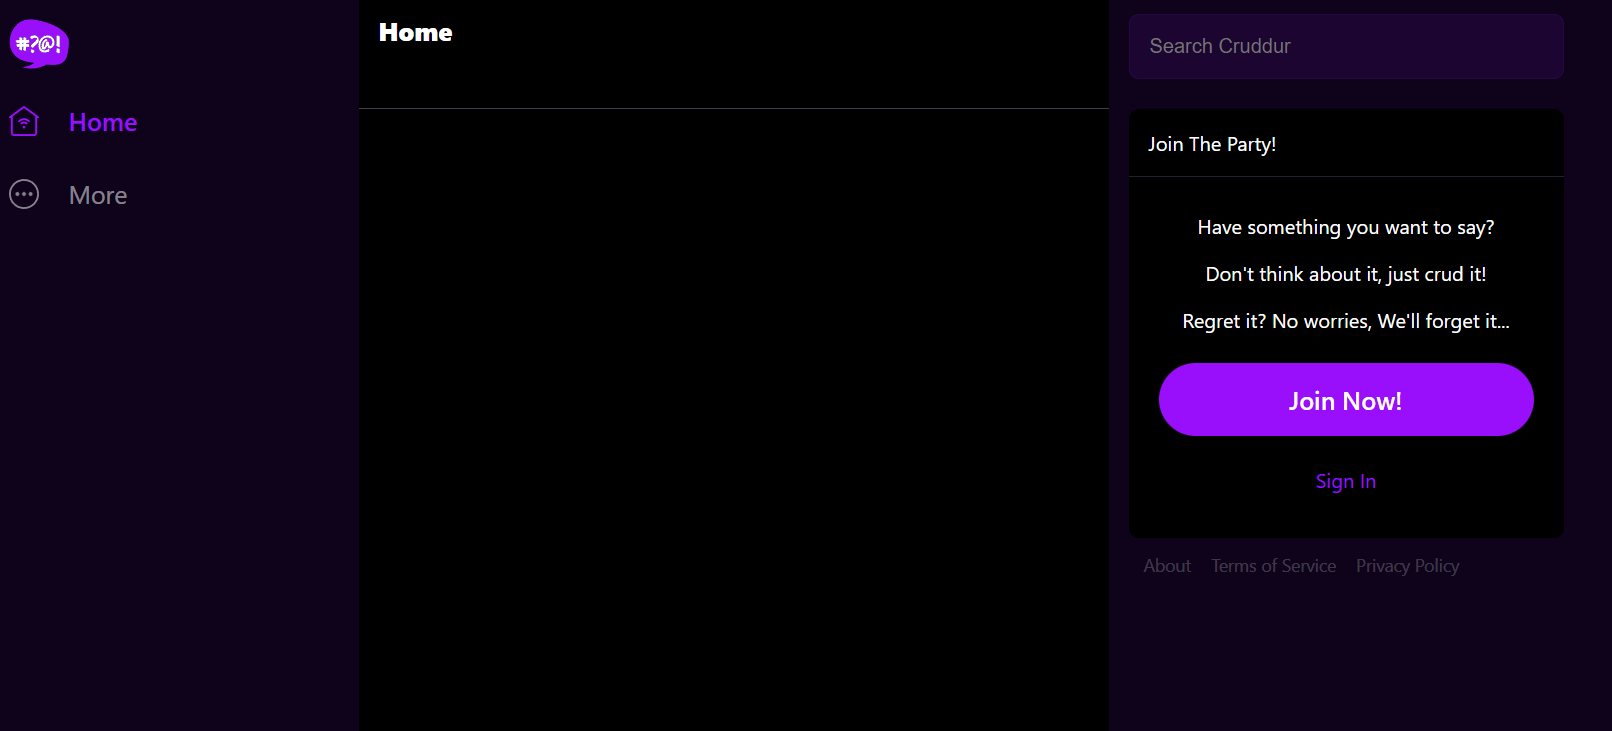 #?@!
Home
More
Home
Search Cruddur
Join The Party!
Have something you want to say?
Don't think about it, just crud it!
Regret it? No worries, We'll forget it...
Join Now!
Sign In
About Terms of Service Privacy Policy